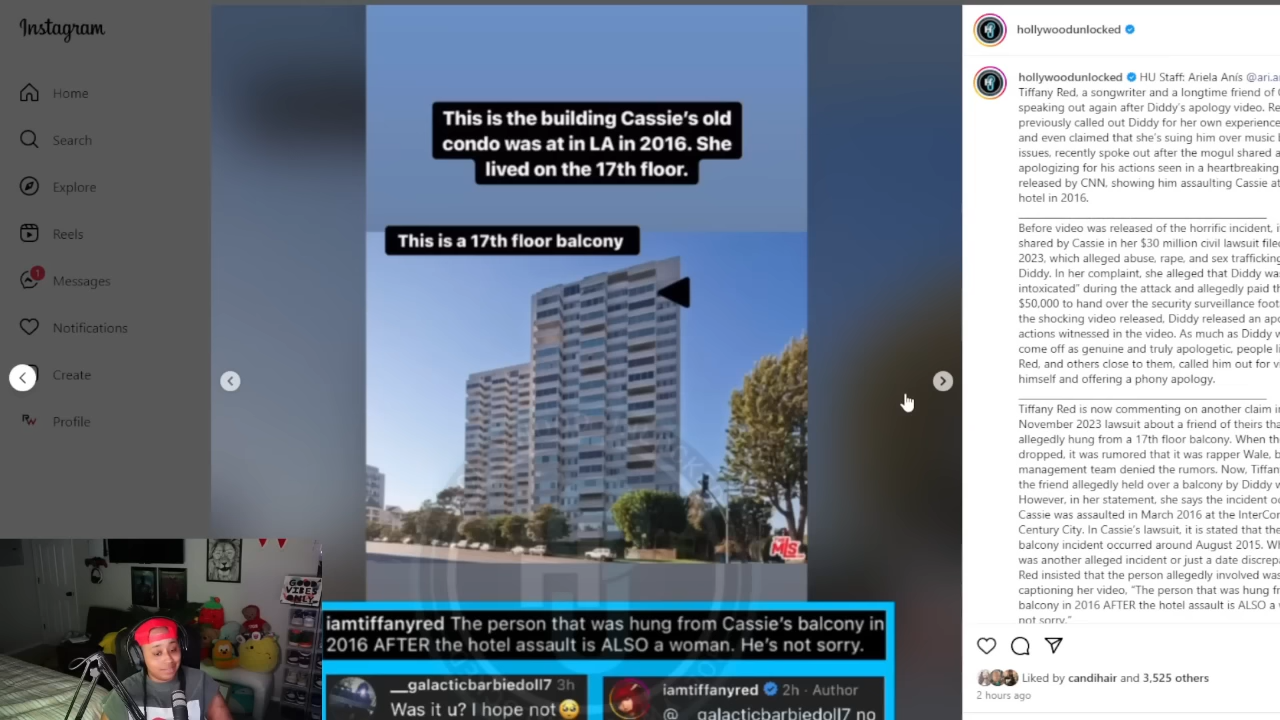 Instagram
Home
Search
Explore
Reels
1
Messages
Notifications
Create
Profile
This is the building Cassie's old
condo was at in LA in 2016. She
lived on the 17th floor.
This is a 17th floor balcony
MLS
iamtiffanyred The person that was hung from Cassie's balcony in
2016 AFTER the hotel assault is ALSO a woman. He's not sorry.
__galacticbarbiedoll7 3h
Was it u? I hope not🥺
iamtiffanyred 2h · Author
@__galacticbarbiedoll7 no
GOOD
VIBES
ONLY
hollywoodunlocked
hollywoodunlocked HU Staff: Ariela Anís @ari.a
Tiffany Red, a songwriter and a longtime friend of
speaking out again after Diddy's apology video. Re
previously called out Diddy for her own experience
and even claimed that she's suing him over music
issues, recently spoke out after the mogul shared a
apologizing for his actions seen in a heartbreaking
released by CNN, showing him assaulting Cassie at
hotel in 2016.
Before video was released of the horrific incident, i
shared by Cassie in her $30 million civil lawsuit file
2023, which alleged abuse, rape, and sex trafficking
Diddy. In her complaint, she alleged that Diddy wa
intoxicated" during the attack and allegedly paid th
$50,000 to hand over the security surveillance foot
the shocking video released, Diddy released an apo
actions witnessed in the video. As much as Diddy w
come off as genuine and truly apologetic, people li
Red, and others close to them, called him out for vi
himself and offering a phony apology.
Tiffany Red is now commenting on another claim i
November 2023 lawsuit about a friend of theirs tha
allegedly hung from a 17th floor balcony. When th
dropped, it was rumored that it was rapper Wale, b
management team denied the rumors. Now, Tiffan
the friend allegedly held over a balcony by Diddy w
However, in her statement, she says the incident oc
Cassie was assaulted in March 2016 at the InterCon
Century City. In Cassie's lawsuit, it is stated that the
balcony incident occurred around August 2015. Wh
was another alleged incident or just a date discrepa
Red insisted that the person allegedly involved was
captioning her video, "The person that was hung fr
balcony in 2016 AFTER the hotel assault is ALSO a
not sorry."
Liked by candihair and 3,525 others
2 hours ago